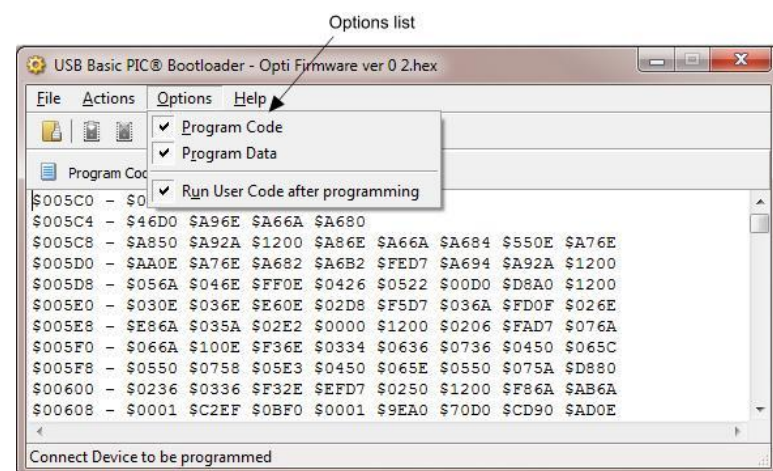 Options list
USB Basic PIC® Bootloader - Opti Firmware ver 0 2.hex
File Actions Options Help
Program Code
Program Data
Run User Code after programming
Program Cod
$005C0 - $0
$005C4 - $46D0 $A96E $A66A $A680
$005C8 - $A850 $A92A $1200 $A86E $A66A $A684 $550E $A76E
$005D0 - $AA0E $A76E $A682 $A6B2 $FED7 $A694 $A92A $1200
$005D8 - $056A $046E $FF0E $0426 $0522 $00D0 $D8A0 $1200
$005E0 - $030E $036E $E60E $02D8 $F5D7 $036A $FD0F $026E
$005E8 - $E86A $035A $02E2 $0000 $1200 $0206 $FAD7 $076A
$005F0 - $066A $100E $F36E $0334 $0636 $0736 $0450 $065C
$005F8 - $0550 $0758 $05E3 $0450 $065E $0550 $075A $D880
$00600 - $0236 $0336 $F32E $EFD7 $0250 $1200 $F86A $AB6A
$00608 - $0001 $C2EF $0BF0 $0001 $9EA0 $70D0 $CD90 $AD0E
Connect Device to be programmed